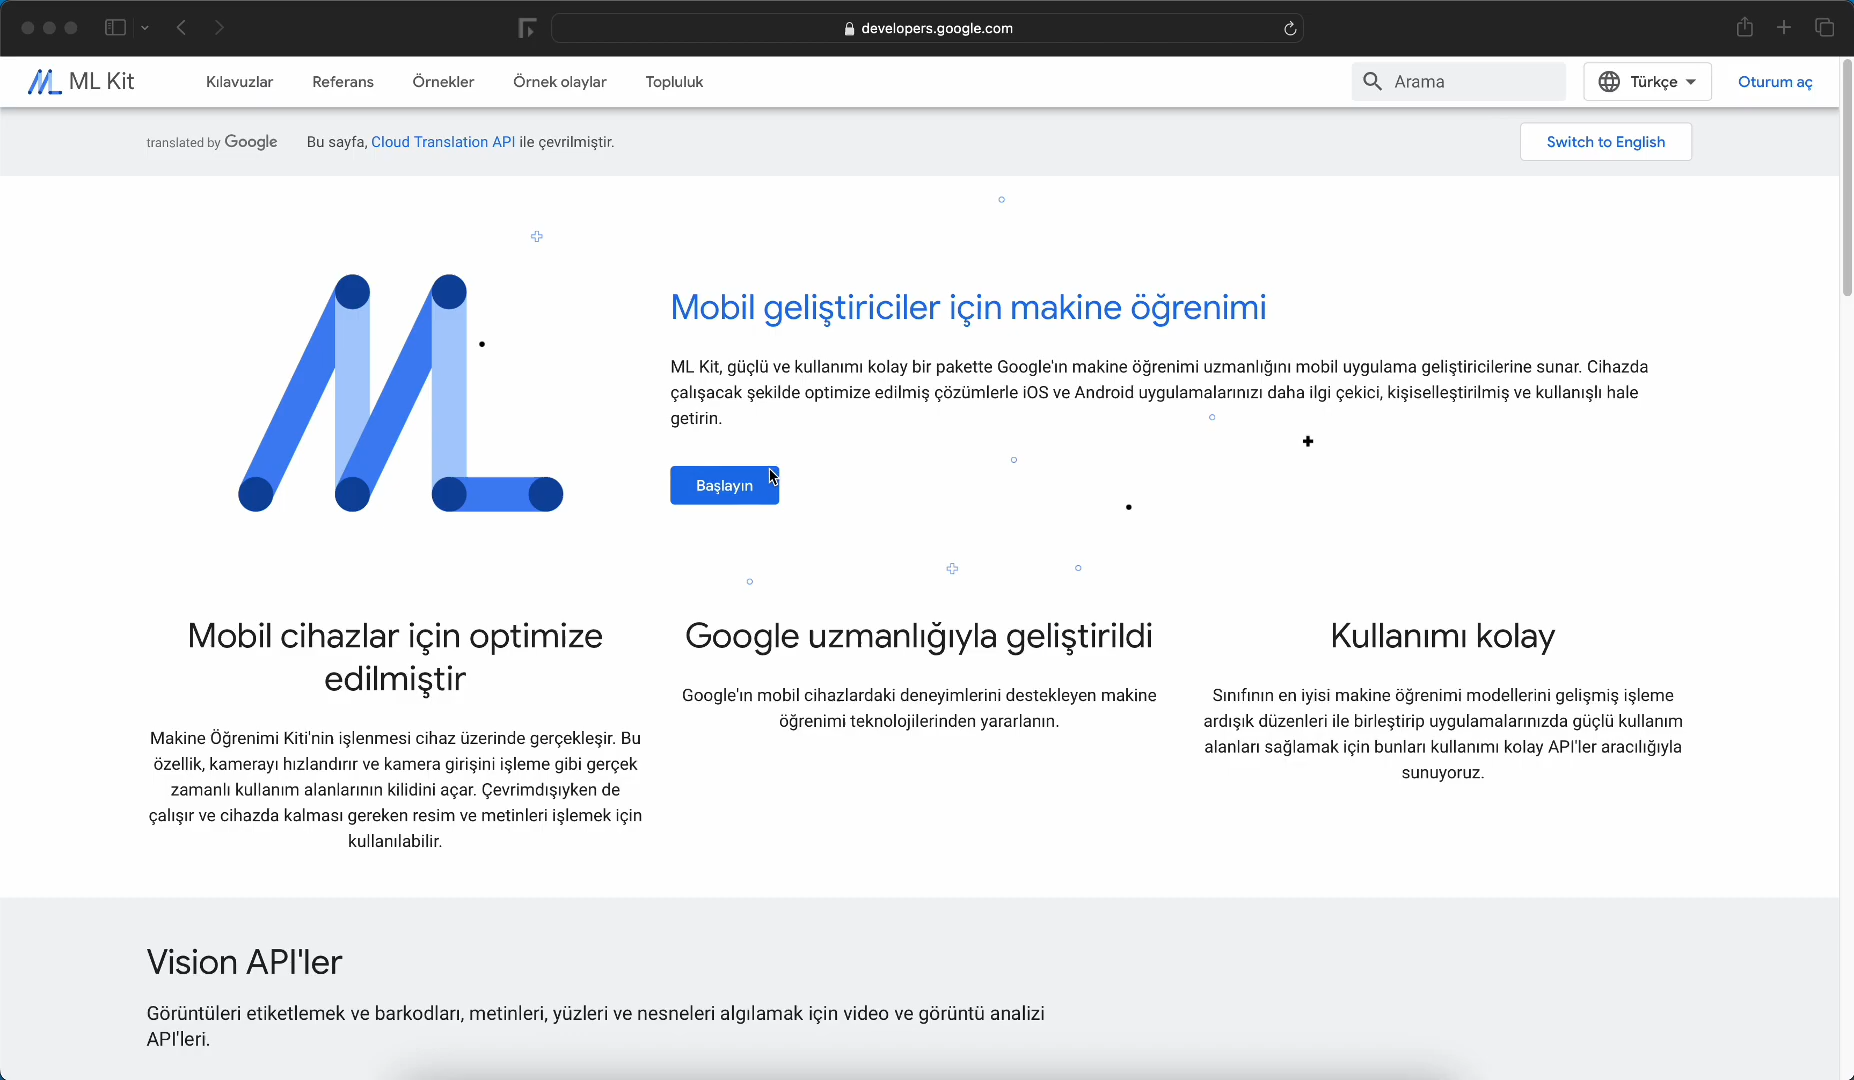 developers.google.com
ML Kit
Kılavuzlar
Referans
Örnekler
Örnek olaylar
Topluluk
Arama
Türkçe
Oturum aç
translated by Google
Bu sayfa, Cloud Translation API ile çevrilmiştir.
Switch to English
Mobil geliştiriciler için makine öğrenimi
ML Kit, güçlü ve kullanımı kolay bir pakette Google'ın makine öğrenimi uzmanlığını mobil uygulama geliştiricilerine sunar. Cihazda
çalışacak şekilde optimize edilmiş çözümlerle iOS ve Android uygulamalarınızı daha ilgi çekici, kişiselleştirilmiş ve kullanışlı hale
getirin.
Başlayın
Mobil cihazlar için optimize
edilmiştir
Makine Öğrenimi Kiti'nin işlenmesi cihaz üzerinde gerçekleşir. Bu
özellik, kamerayı hızlandırır ve kamera girişini işleme gibi gerçek
zamanlı kullanım alanlarının kilidini açar. Çevrimdışıyken de
çalışır ve cihazda kalması gereken resim ve metinleri işlemek için
kullanılabilir.
Google uzmanlığıyla geliştirildi
Google'ın mobil cihazlardaki deneyimlerini destekleyen makine
öğrenimi teknolojilerinden yararlanın.
Kullanımı kolay
Sınıfının en iyisi makine öğrenimi modellerini gelişmiş işleme
ardışık düzenleri ile birleştirip uygulamalarınızda güçlü kullanım
alanları sağlamak için bunları kullanımı kolay API'ler aracılığıyla
sunuyoruz.
Vision API'ler
Görüntüleri etiketlemek ve barkodları, metinleri, yüzleri ve nesneleri algılamak için video ve görüntü analizi
API'leri.